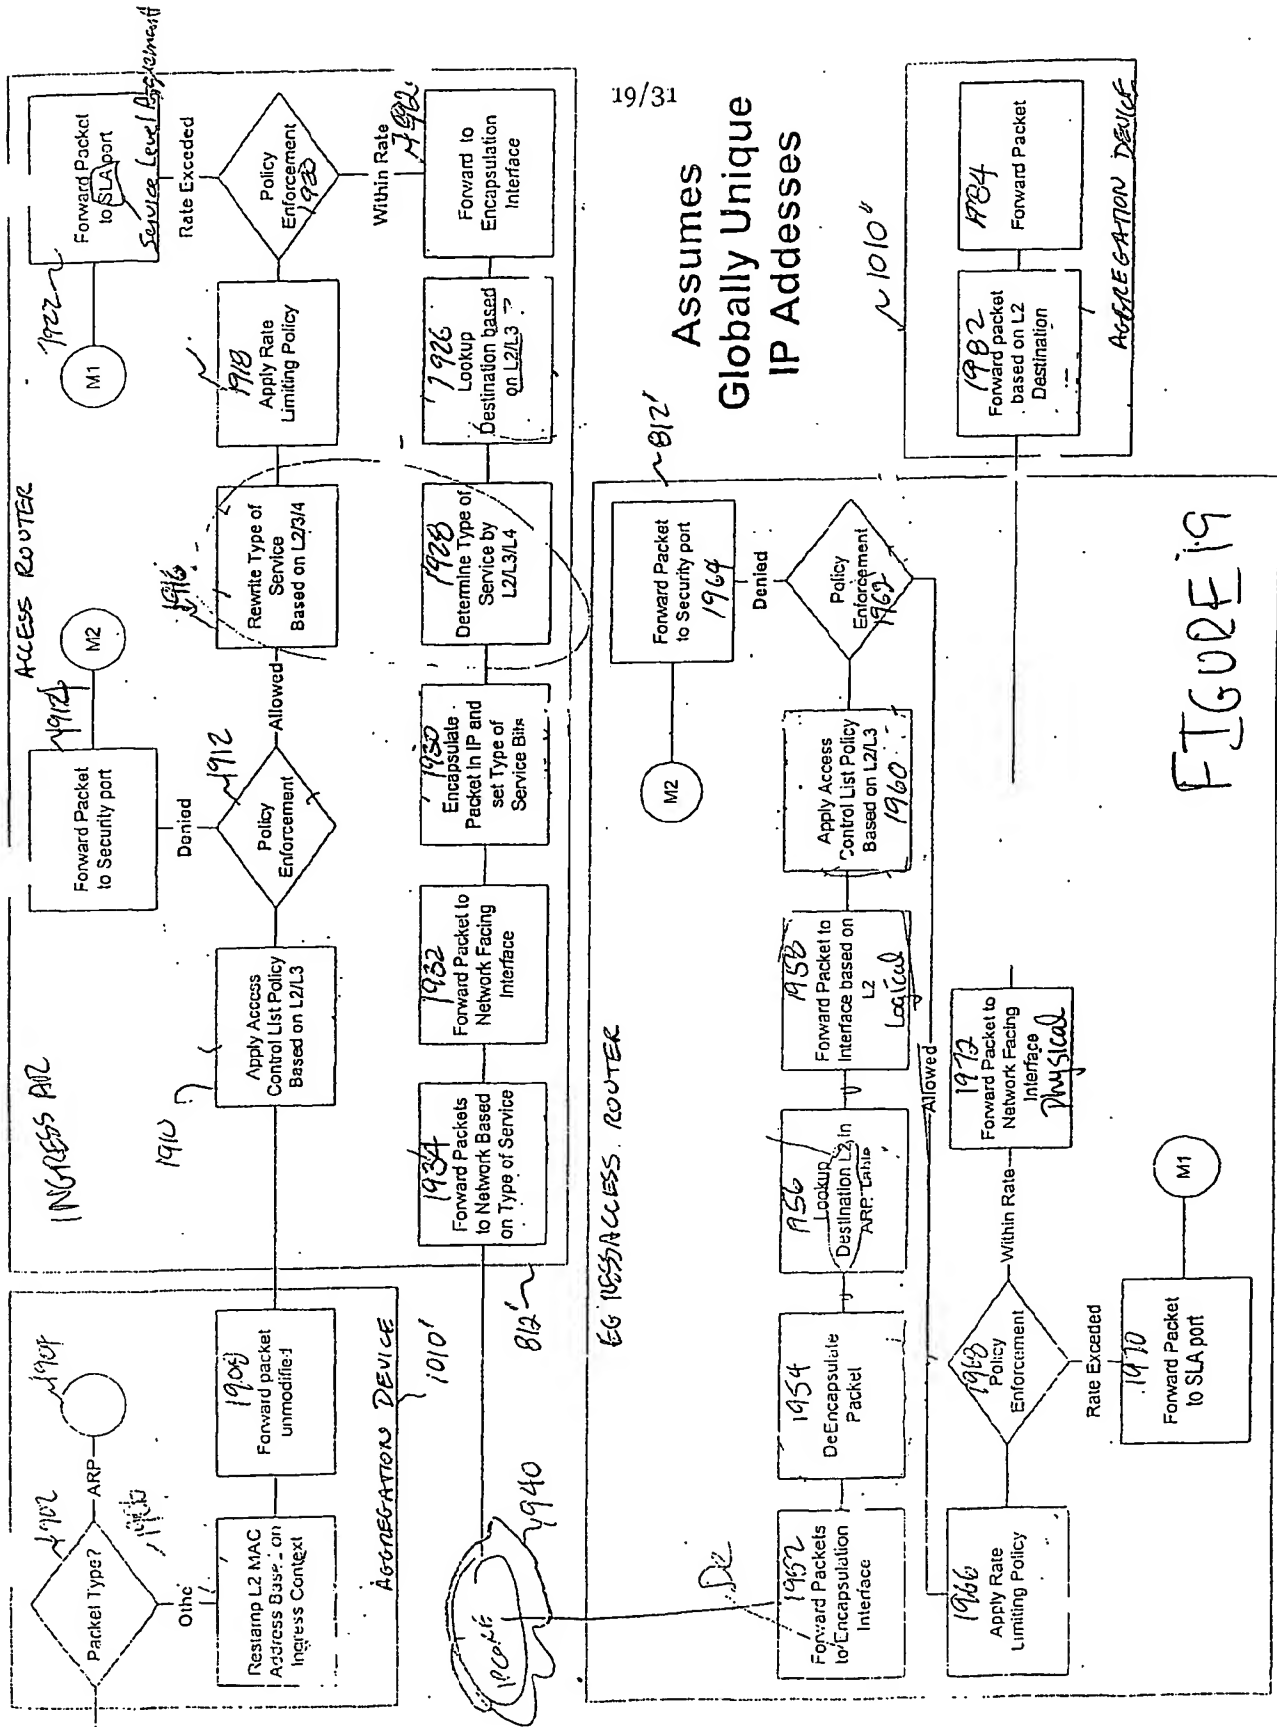 19/31
Assumes
Globally Unique
IP Addesses
FIGURE 19
Packet Type?
1902
ARP
1904
Othe
Restamp L2 MAC
Address Base on
Ingress Context
1908
Forward packet
unmodified
AGGREGATION DEVICE
1010'
INGRESS AR
ACCESS ROUTER
1910
Apply Access
Control List Policy
Based on L2/L3
1912
Policy
Enforcement
Denied
1914
Forward Packet
to Security port
M2
Allowed
1916
Rewrite Type of
Service
Based on L2/3/4
1918
Apply Rate
Limiting Policy
Policy
Enforcement
1920
Rate Exceeded
1922
Forward Packet
to SLA port
Service Level Agreement
M1
Within Rate
Forward to
Encapsulation
Interface
1926
Lookup
Destination based
on L2/L3
?
1928
Determine Type of
Service by
L2/L3/L4
1930
Encapsulate
Packet In IP and
set Type of
Service Bits
1932
Forward Packet to
Network Facing
Interface
1934
Forward Packets
to Network Based
on Type of Service
812'
1940
EGRESS ACCESS ROUTER
812'
De
1952
Forward Packets
to Encapsulation
Interface
1954
DeEncapsulate
Packet
1956
Lookup
Destination L2 in
ARP Table
1958
Forward Packet to
Interface based on
L2
Logical
Apply Access
Control List Policy
Based on L2/L3
1960
Policy
Enforcement
1962
Denied
Forward Packet
to Security port
1964
M2
Allowed
1966
Apply Rate
Limiting Policy
1968
Policy
Enforcement
Rate Exceeded
1970
Forward Packet
to SLA port
M1
Within Rate
1972
Forward Packet to
Network Facing
Interface
Physical
1010"
1982
Forward packet
based on L2
Destination
1984
Forward Packet
AGGREGATION DEVICE